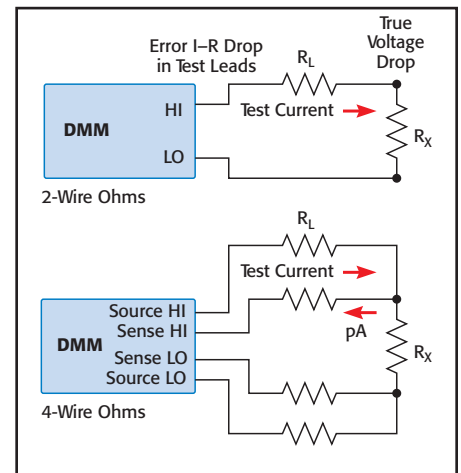 Error I–R Drop
in Test Leads
True
Voltage
Drop
RL
HI
Test Current
DMM
RX
LO
2-Wire Ohms
RL
Test Current
Source HI
Sense HI
pA
DMM
Sense LO
RX
Source LO
4-Wire Ohms